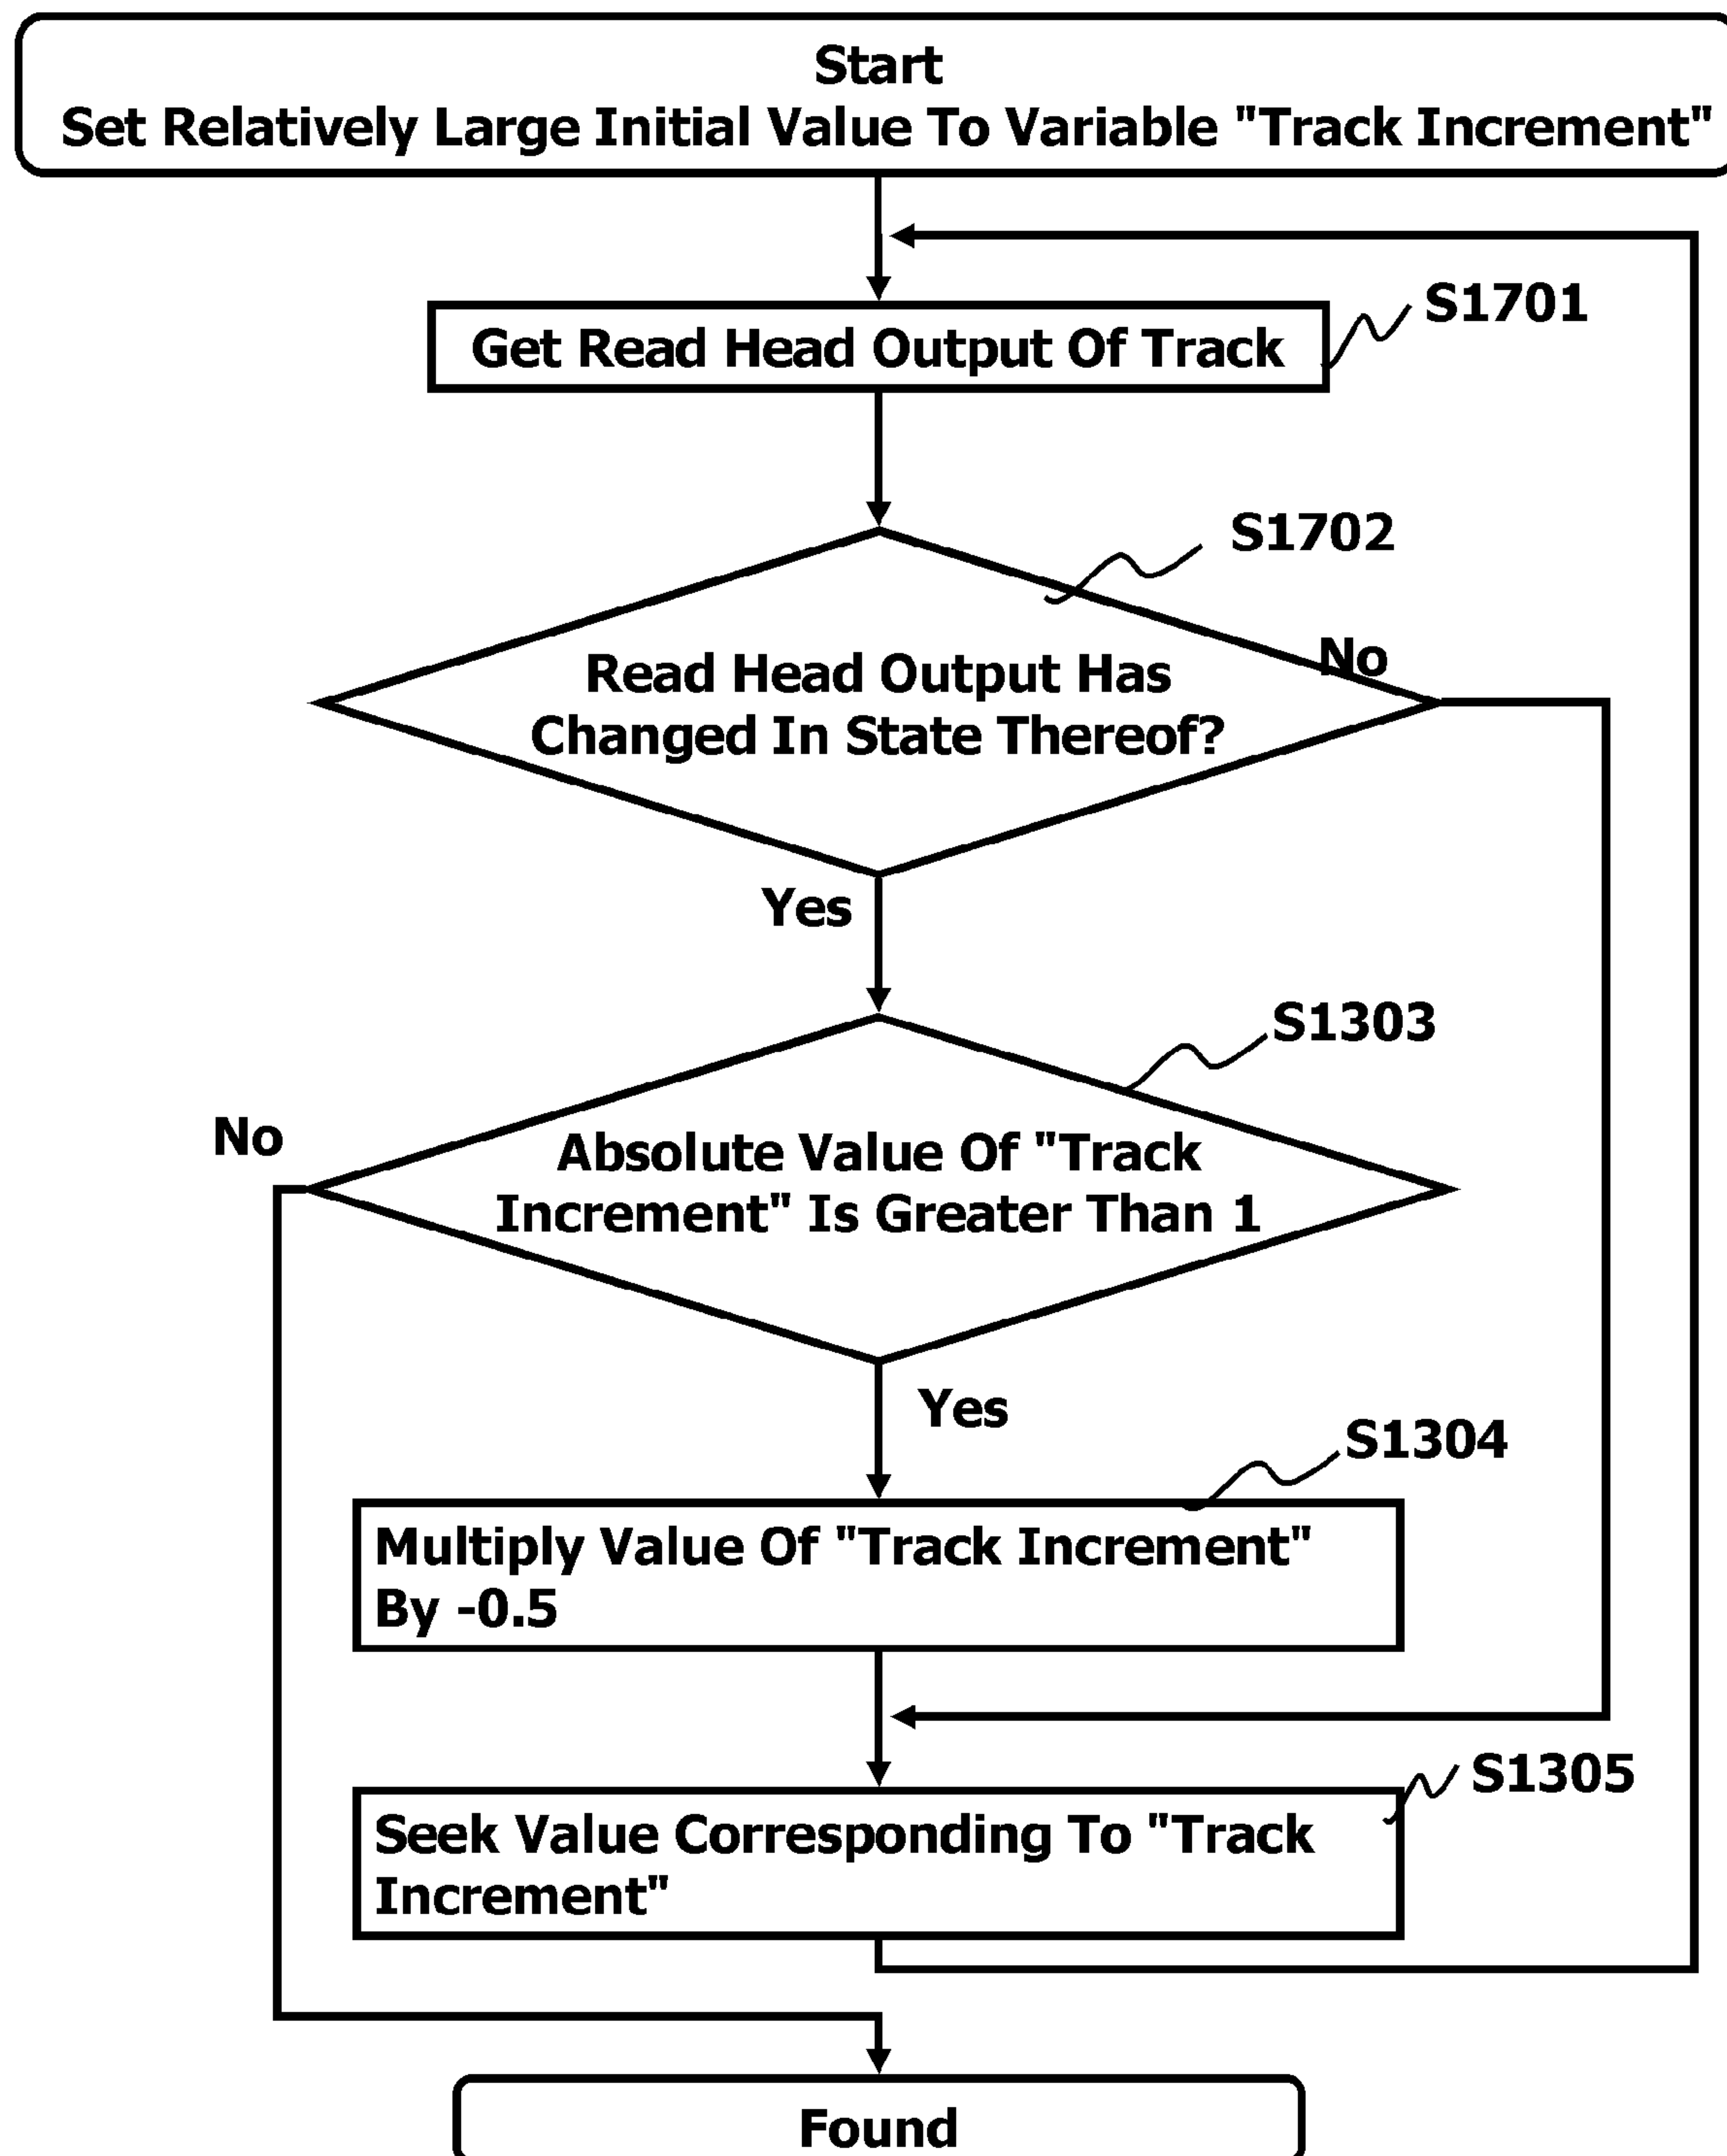 Start
Set Relatively Large Initial Value To Variable "Track Increment"
S1701
Get Read Head Output Of Track
S1702
No
Read Head Output Has
Changed In State Thereof?
Yes
S1303
No
Absolute Value Of "Track
Increment" Is Greater Than 1
Yes
S1304
Multiply Value Of "Track Increment"
By -0.5
S1305
Seek Value Corresponding To "Track
Increment"
Found